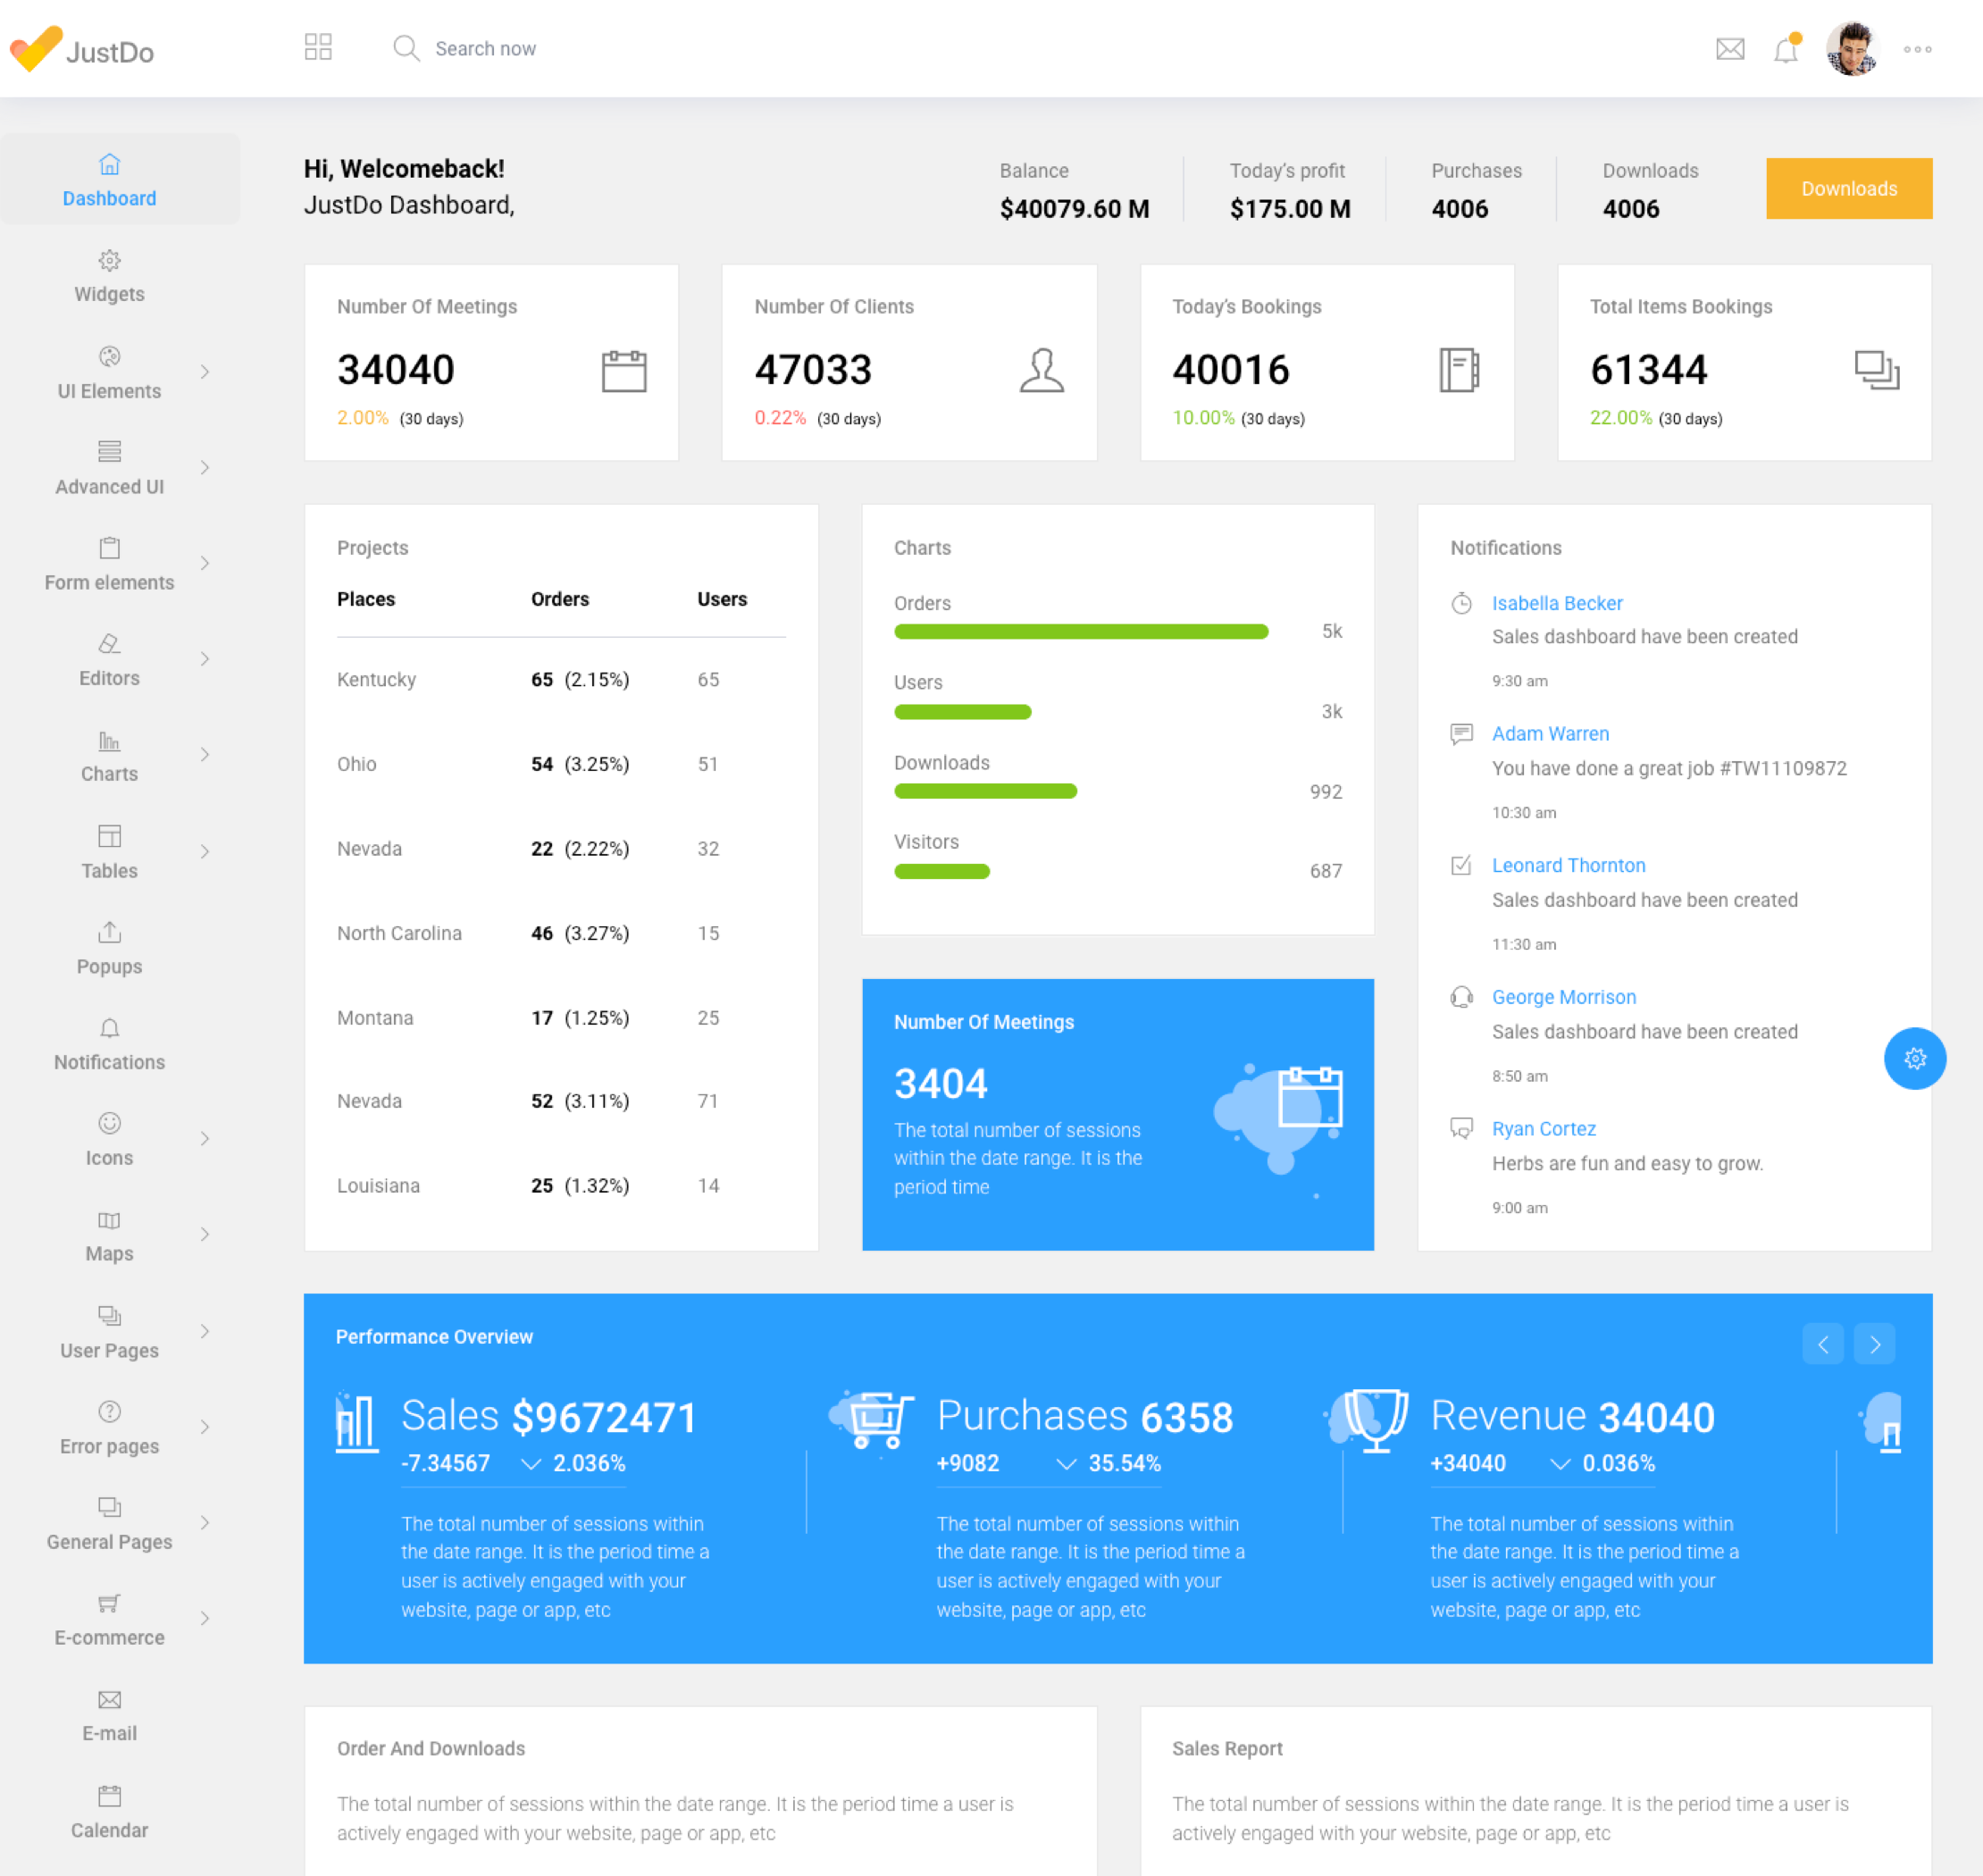 JustDo
Search now
Dashboard
Widgets
UI Elements
Advanced UI
Form elements
Editors
Charts
Tables
Popups
Notifications
Icons
Maps
User Pages
Error pages
General Pages
E-commerce
E-mail
Calendar
Hi, Welcomeback!
JustDo Dashboard,
Balance
$40079.60 M
Today's profit
$175.00 M
Purchases
4006
Downloads
4006
Downloads
Number Of Meetings
34040
2.00% (30 days)
Number Of Clients
47033
0.22% (30 days)
Today's Bookings
40016
10.00% (30 days)
Total Items Bookings
61344
22.00% (30 days)
Projects
Places Orders Users
Kentucky 65 (2.15%) 65
Ohio 54 (3.25%) 51
Nevada 22 (2.22%) 32
North Carolina 46 (3.27%) 15
Montana 17 (1.25%) 25
Nevada 52 (3.11%) 71
Louisiana 25 (1.32%) 14
Charts
Orders
5k
Users
3k
Downloads
992
Visitors
687
Number Of Meetings
3404
The total number of sessions
within the date range. It is the
period time
Notifications
Isabella Becker
Sales dashboard have been created
9:30 am
Adam Warren
You have done a great job #TW11109872
10:30 am
Leonard Thornton
Sales dashboard have been created
11:30 am
George Morrison
Sales dashboard have been created
8:50 am
Ryan Cortez
Herbs are fun and easy to grow.
9:00 am
Performance Overview
Sales $9672471
-7.34567 2.036%
The total number of sessions within
the date range. It is the period time a
user is actively engaged with your
website, page or app, etc
Purchases 6358
+9082 35.54%
The total number of sessions within
the date range. It is the period time a
user is actively engaged with your
website, page or app, etc
Revenue 34040
+34040 0.036%
The total number of sessions within
the date range. It is the period time a
user is actively engaged with your
website, page or app, etc
Order And Downloads
The total number of sessions within the date range. It is the period time a user is
actively engaged with your website, page or app, etc
Sales Report
The total number of sessions within the date range. It is the period time a user is
actively engaged with your website, page or app, etc